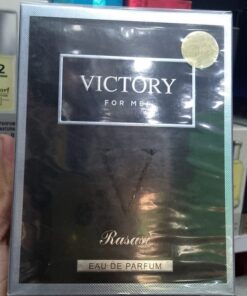 VICTORY
FOR MEN
Rasasi
EAU DE PARFUM